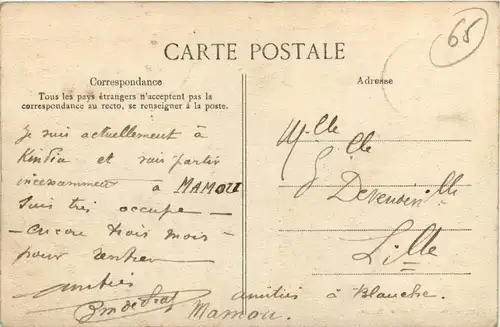 65
CARTE POSTALE
Correspondance
Tous les pays étrangers n'acceptent pas la
correspondance au recto, se renseigner à la poste.
Adresse
Je suis actuellement à
Kindia et vais partir
incessamment à MAMOU
Suis très occupé —
— encore trois mois —
pour rentrer
amitiés
Mlle
Lille
amitiés à Blanche.
Mamou.